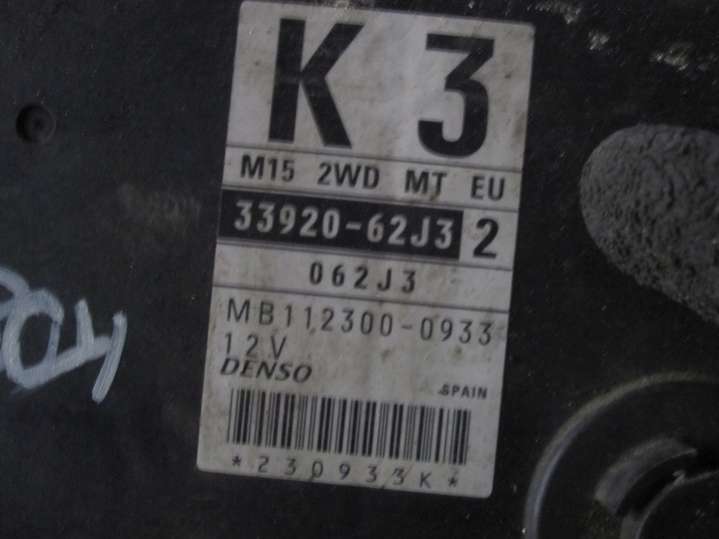 K 3
M15 2WD MT EU
33920-62J3 2
062J3
MB112300-0933
12V
DENSO
SPAIN
*230933K*